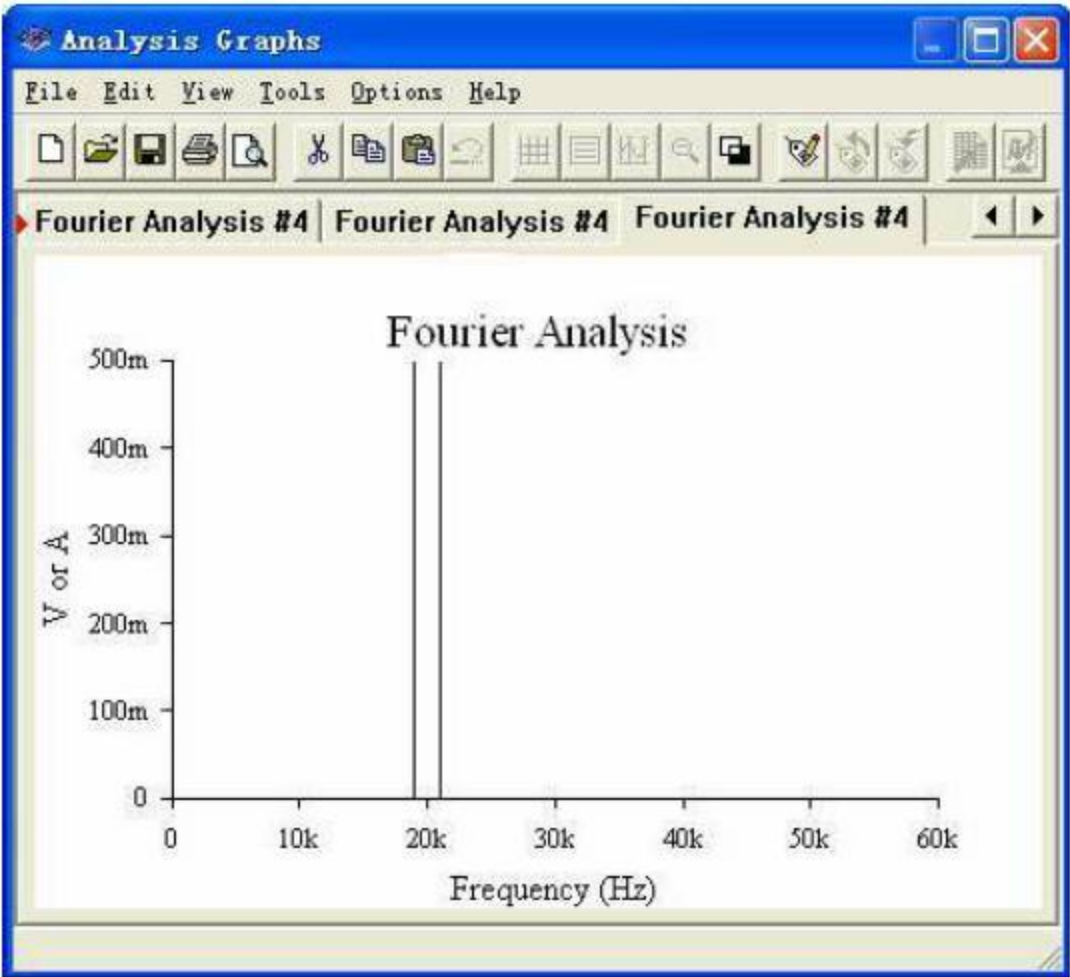 Analysis Graphs
File Edit View Tools Options Help
Fourier Analysis #4 Fourier Analysis #4 Fourier Analysis #4
Fourier Analysis
500m
400m
300m
200m
100m
0
V or A
0 10k 20k 30k 40k 50k 60k
Frequency (Hz)